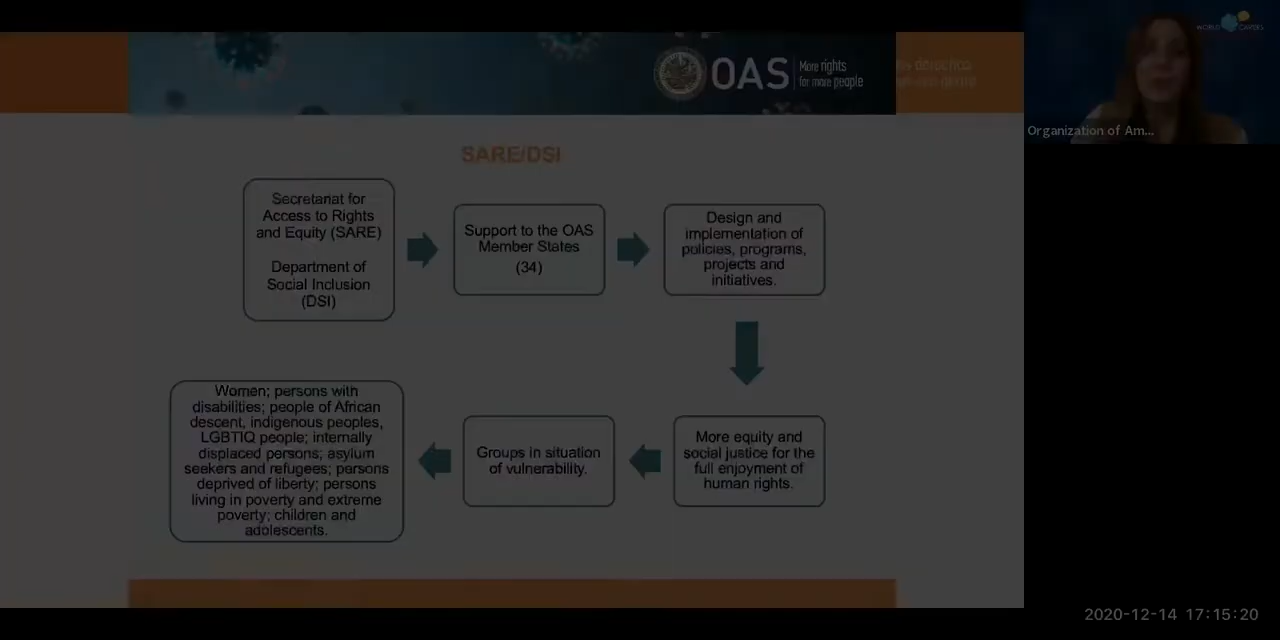 OAS
More rights
for more people
WORLD
CAVITIES
Organization of Am...
SARE/DSI
Secretariat for
Access to Rights
and Equity (SARE)
Department of
Social Inclusion
(DSI)
Support to the OAS
Member States
(34)
Design and
implementation of
policies, programs,
projects and
initiatives.
Women; persons with
disabilities; people of African
descent, indigenous peoples,
LGBTIQ people; internally
displaced persons; asylum
seekers and refugees; persons
deprived of liberty; persons
living in poverty and extreme
poverty; children and
adolescents.
Groups in situation
of vulnerability.
More equity and
social justice for the
full enjoyment of
human rights.
2020-12-14 17:15:20